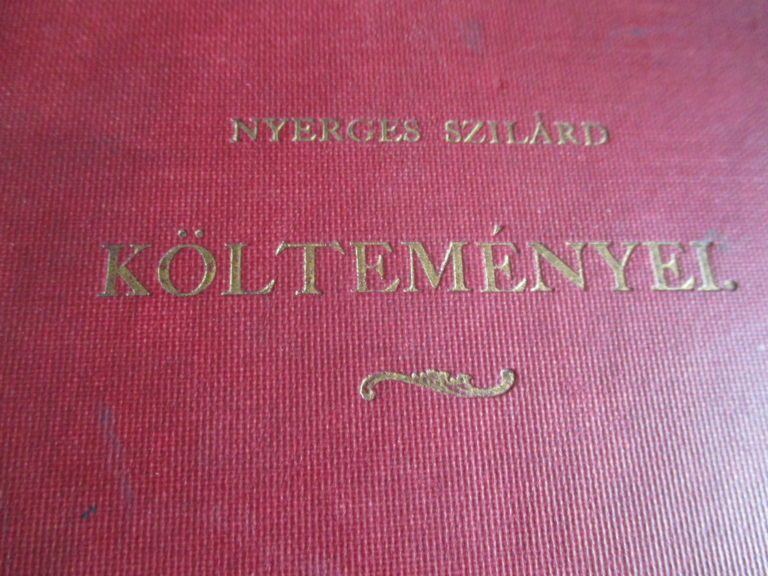 NYERGES SZILÁRD
KÖLTEMÉNYEI.